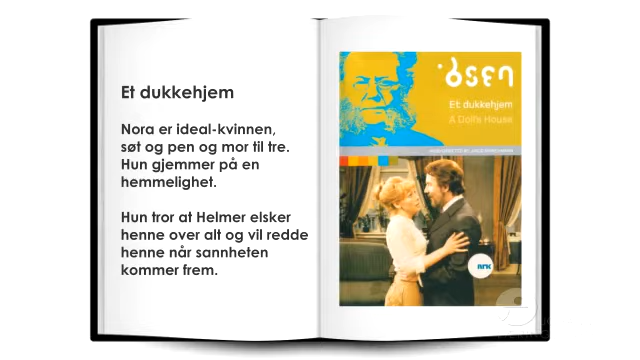 Et dukkehjem
Nora er ideal-kvinnen,
søt og pen og mor til tre.
Hun gjemmer på en
hemmelighet.
Hun tror at Helmer elsker
henne over alt og vil redde
henne når sannheten
kommer frem.
Ibsen
Et dukkehjem
A Doll's House
NRK